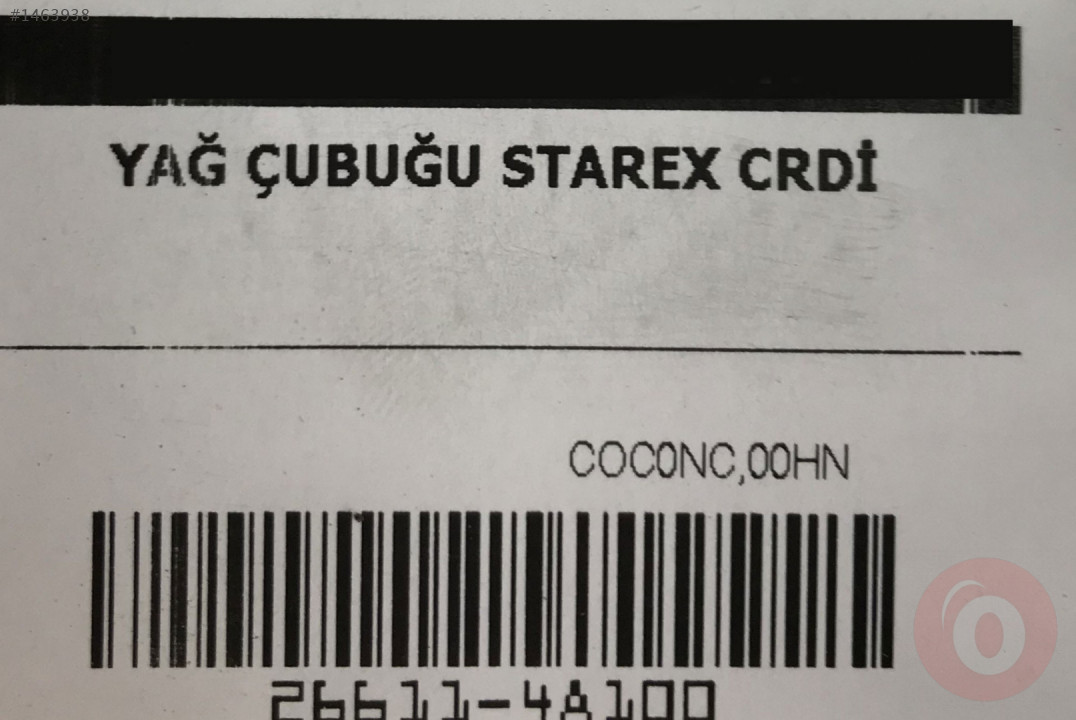 #1463938
YAĞ ÇUBUĞU STAREX CRDİ
COC0NC,00HN
26611-4A100